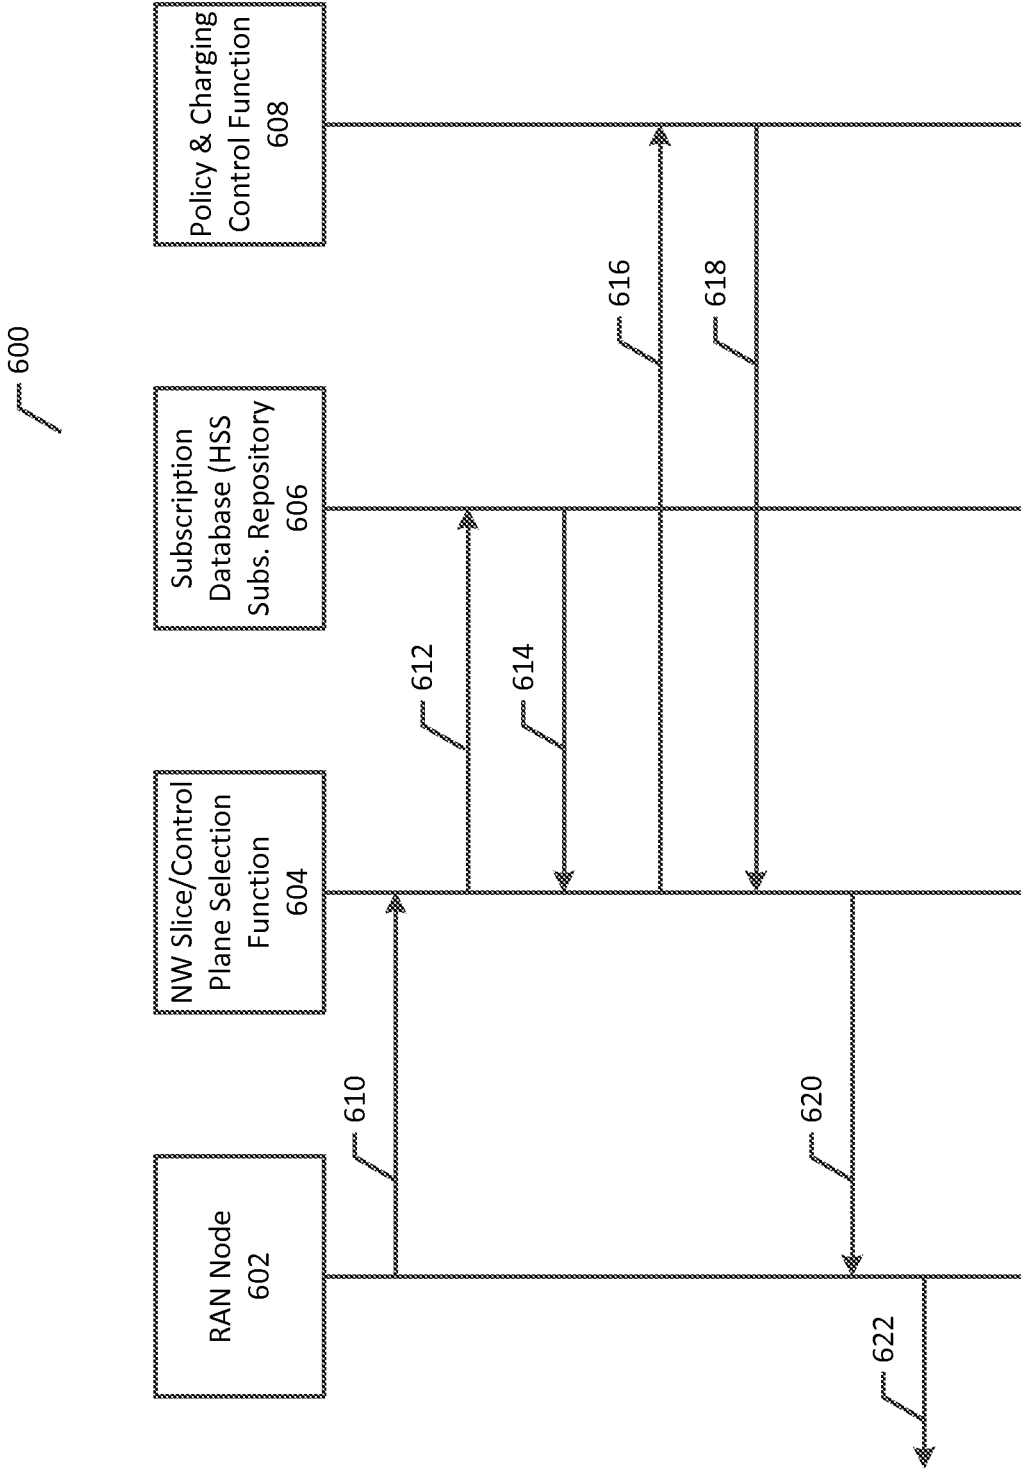 600
RAN Node
602
NW Slice/Control
Plane Selection
Function
604
Subscription
Database (HSS
Subs. Repository
606
Policy & Charging
Control Function
608
610
612
614
616
618
620
622